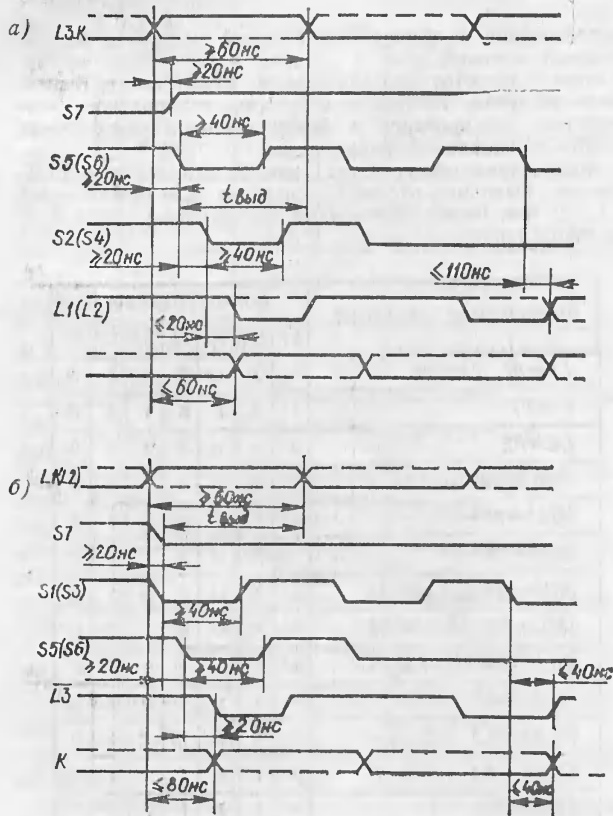 а)
L3.K
≥60нс
≥20нс
S7
≥40нс
S5(S6)
≥20нс
tвыд
S2(S4)
≥20нс
≥40нс
≤110нс
L1(L2)
≤20нс
≤60нс
б)
L1(L2)
≥60нс
tвыд
S7
≥20нс
S1(S3)
≥40нс
S5(S6)
≥20нс
≥40нс
≤40нс
L3
≥20нс
K
≤80нс
≤40нс